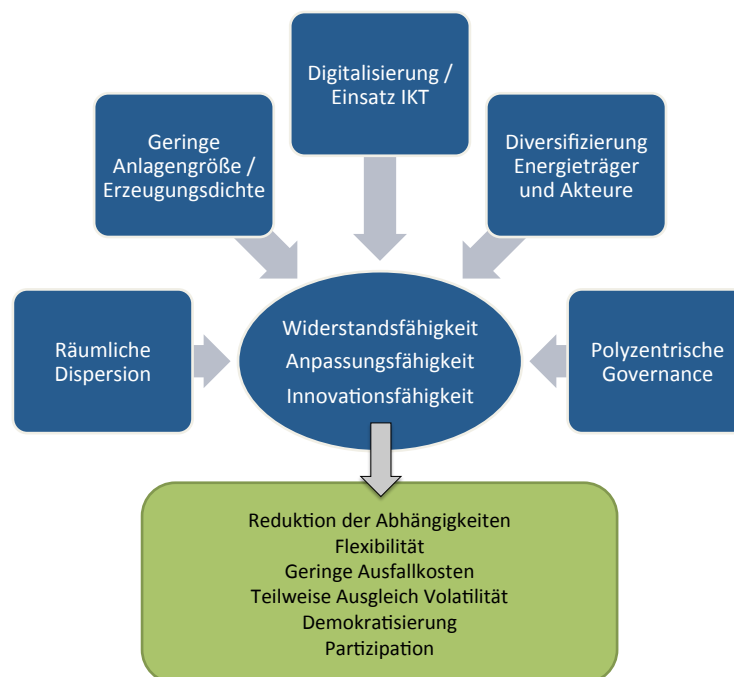 Digitalisierung /
Einsatz IKT
Geringe
Anlagengröße /
Erzeugungsdichte
Diversifizierung
Energieträger
und Akteure
Räumliche
Dispersion
Widerstandsfähigkeit
Anpassungsfähigkeit
Innovationsfähigkeit
Polyzentrische
Governance
Reduktion der Abhängigkeiten
Flexibilität
Geringe Ausfallkosten
Teilweise Ausgleich Volatilität
Demokratisierung
Partizipation